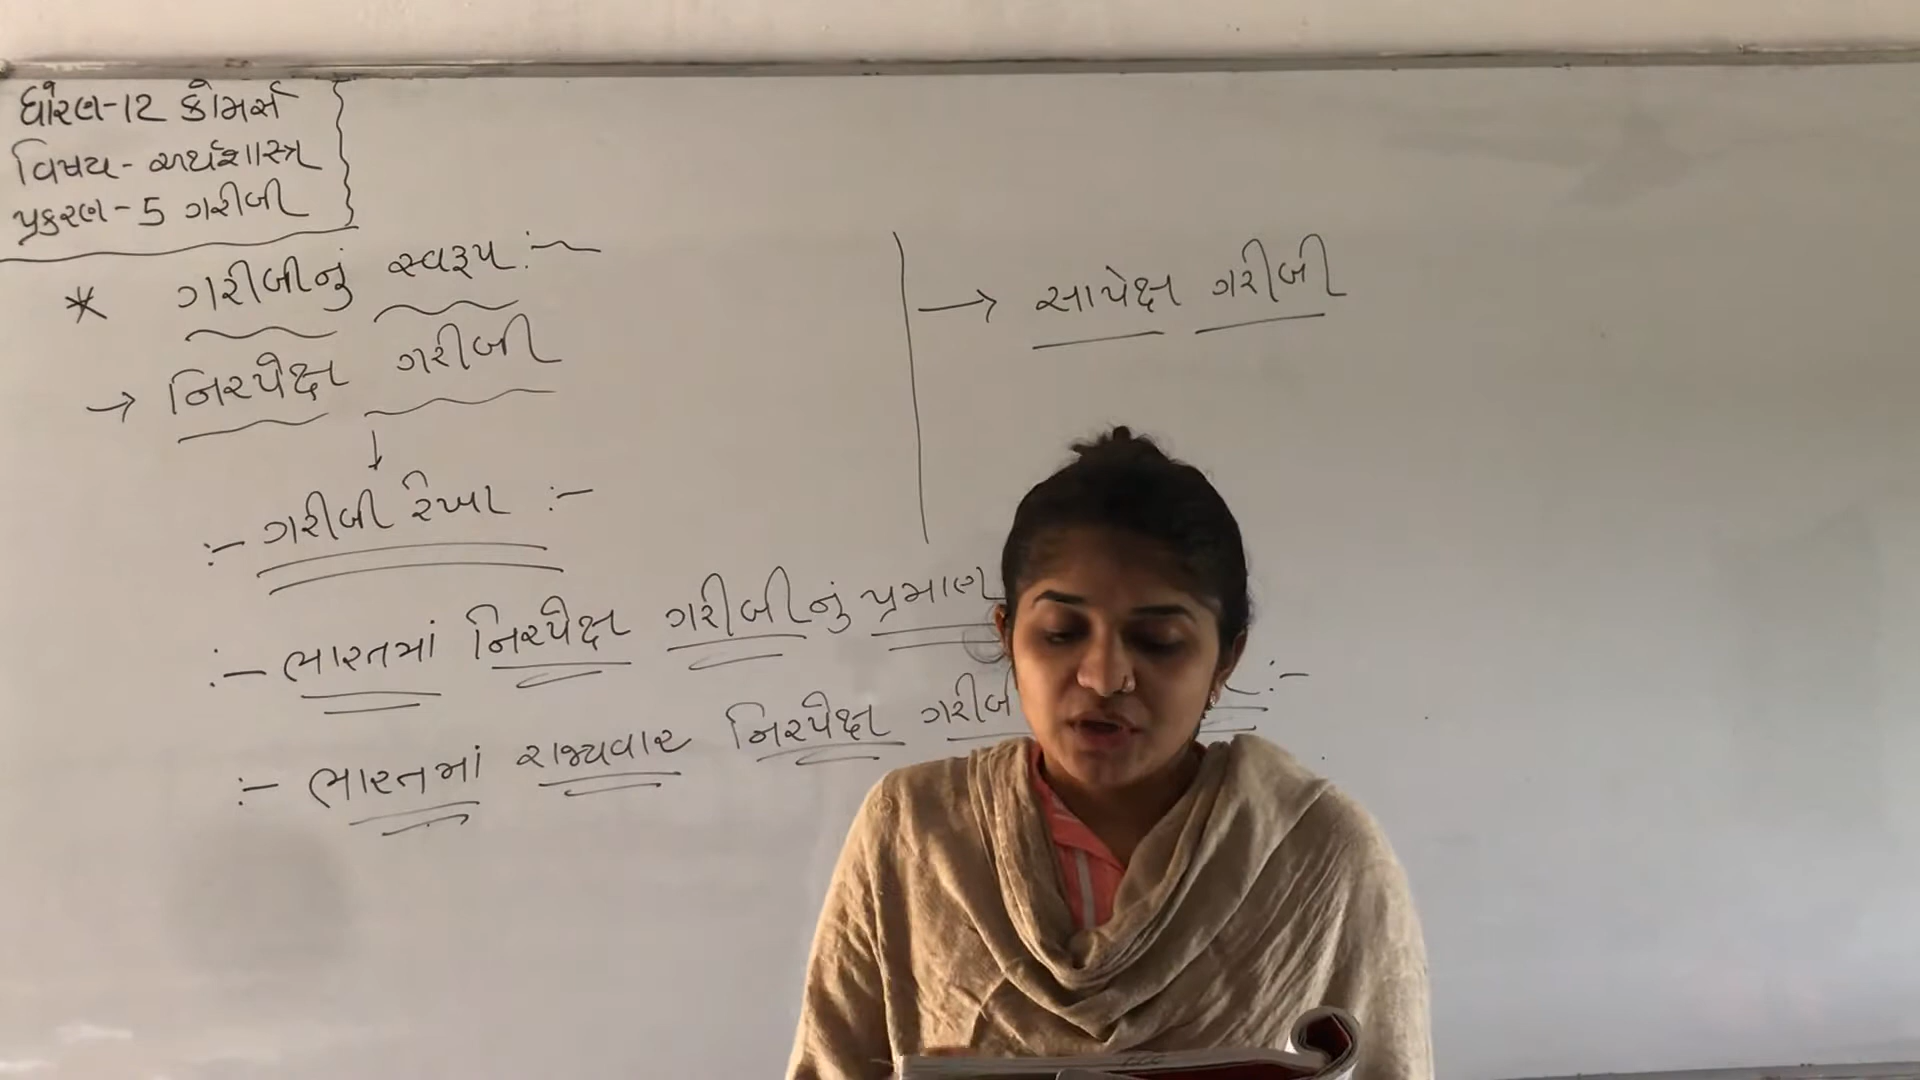 ધોરણ-12 કોમર્સ
વિષય - અર્થશાસ્ત્ર
પ્રકરણ - 5 ગરીબી
* ગરીબીનું સ્વરૂપ :-
→ નિરપેક્ષ ગરીબી
↓
:- ગરીબી રેખા :-
:- ભારતમાં નિરપેક્ષ ગરીબીનું પ્રમાણ
:- ભારતમાં રાજ્યવાર નિરપેક્ષ :-
→ સાપેક્ષ ગરીબી